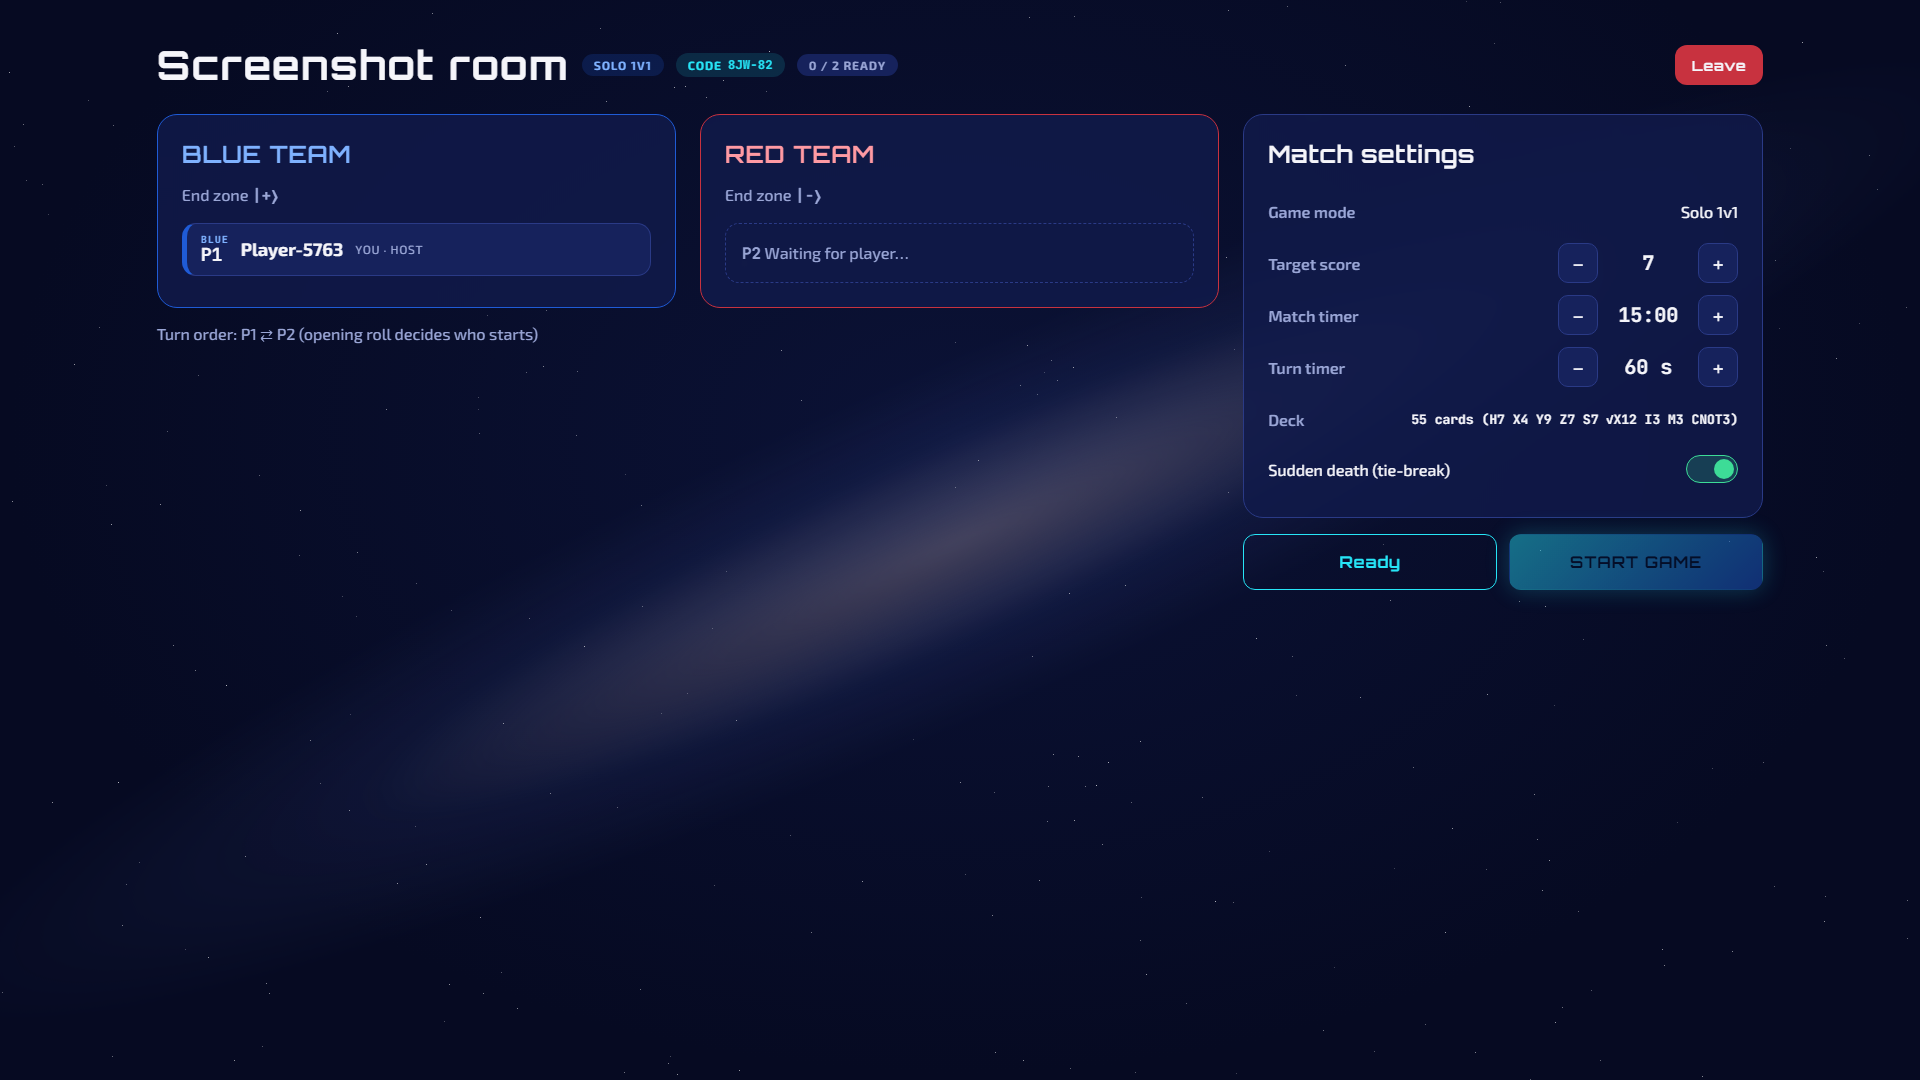 Screenshot room SOLO 1V1 CODE 8JW-82 0 / 2 READY Leave
BLUE TEAM
End zone |+⟩
BLUE
P1 Player-5763 YOU · HOST
RED TEAM
End zone |-⟩
P2 Waiting for player…
Turn order: P1 ⇄ P2 (opening roll decides who starts)
Match settings
Game mode Solo 1v1
Target score − 7 +
Match timer − 15:00 +
Turn timer − 60 s +
Deck 55 cards (H7 X4 Y9 Z7 S7 √X12 I3 M3 CNOT3)
Sudden death (tie-break)
Ready START GAME